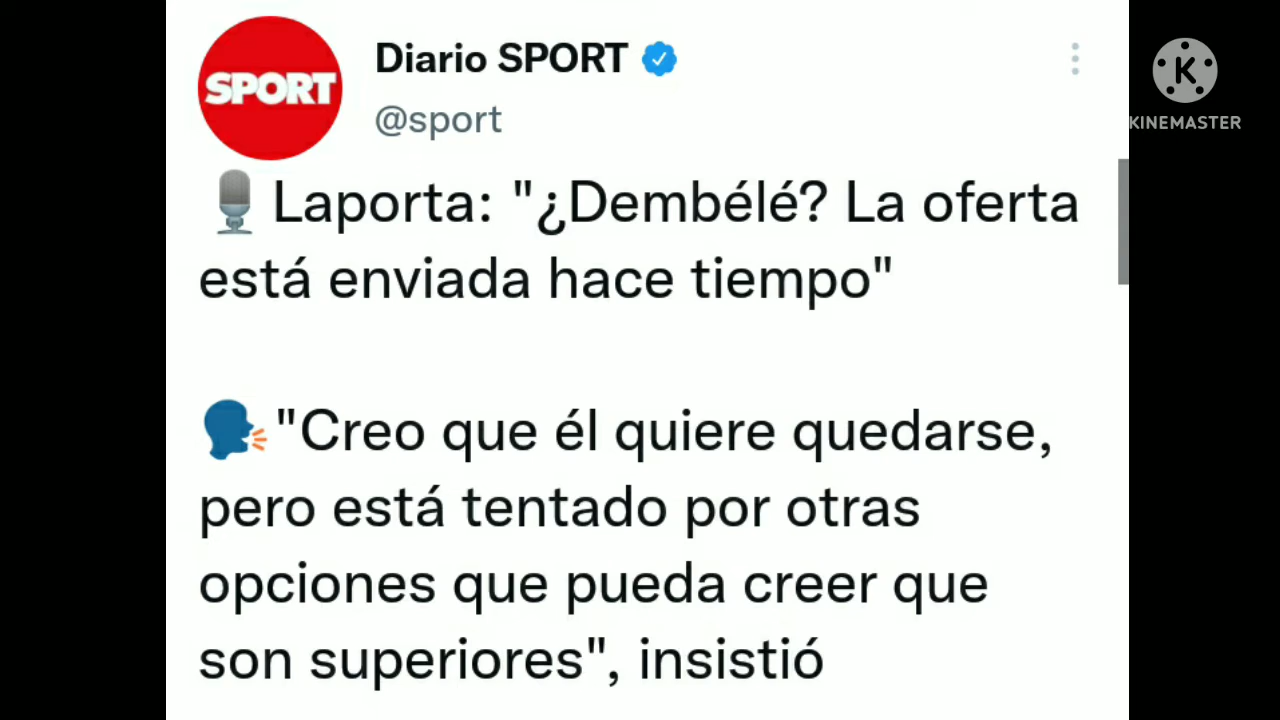 SPORT
Diario SPORT
@sport
K
KINEMASTER
🎙️Laporta: "¿Dembélé? La oferta
está enviada hace tiempo"
🗣️"Creo que él quiere quedarse,
pero está tentado por otras
opciones que pueda creer que
son superiores", insistió